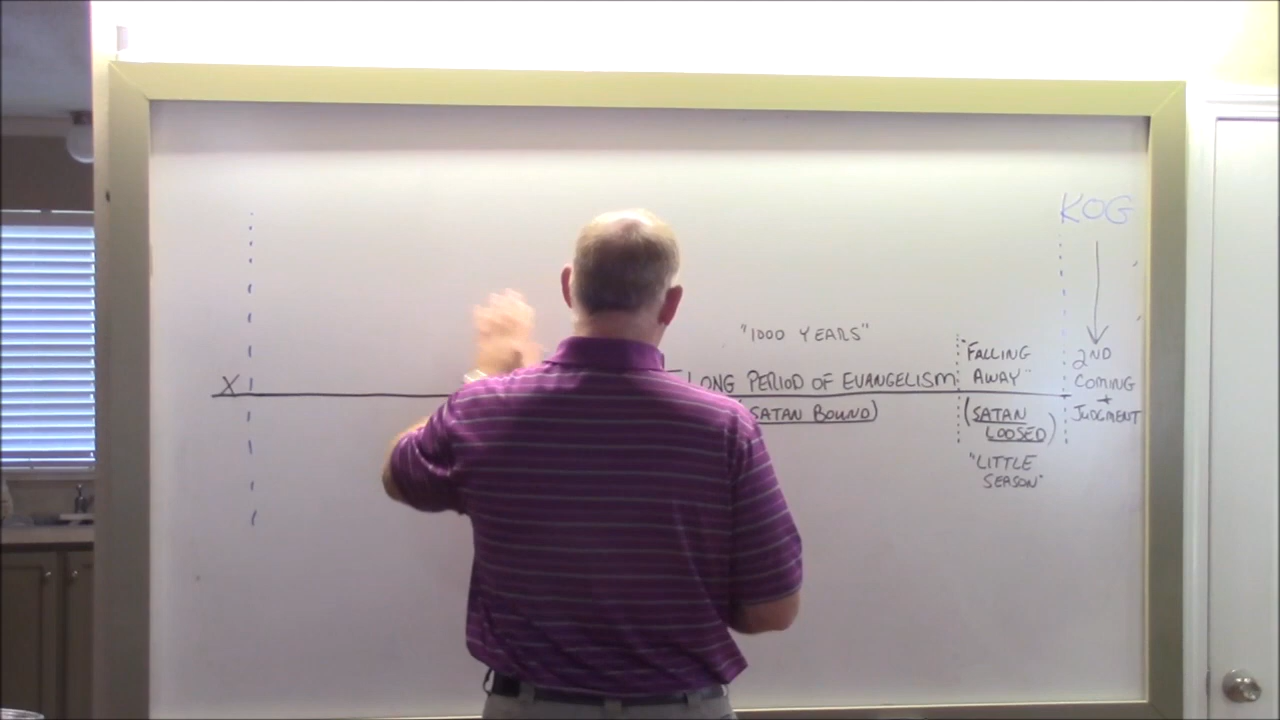 KOG
"1000 YEARS"
"FALLING
AWAY"
2ND
COMING
+
JUDGMENT
X
LONG PERIOD OF EVANGELISM
SATAN BOUND)
(SATAN
LOOSED)
"LITTLE
SEASON"